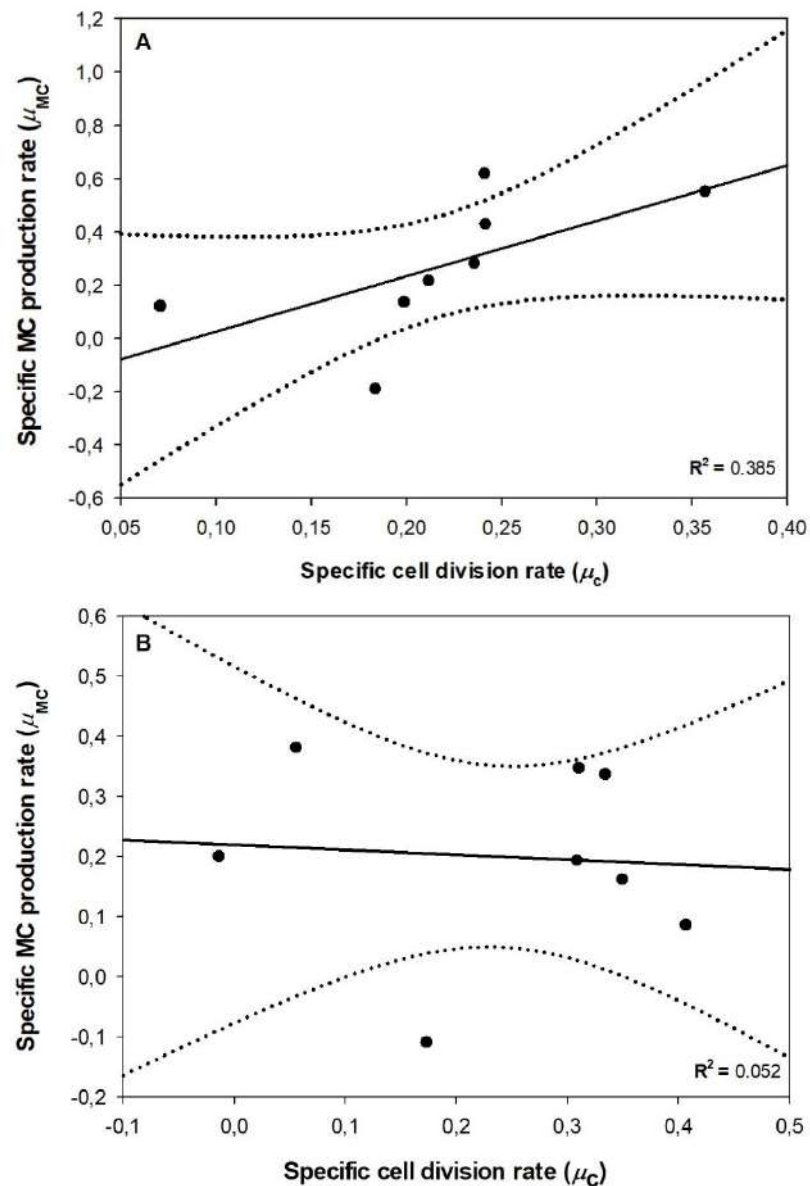 A
1,2
1,0
0,8
0,6
0,4
0,2
0,0
-0,2
-0,4
-0,6
Specific MC production rate (μMC)
R² = 0.385
0,05 0,10 0,15 0,20 0,25 0,30 0,35 0,40
Specific cell division rate (μc)
B
0,6
0,5
0,4
0,3
0,2
0,1
0,0
-0,1
-0,2
Specific MC production rate (μMC)
R² = 0.052
-0,1 0,0 0,1 0,2 0,3 0,4 0,5
Specific cell division rate (μC)